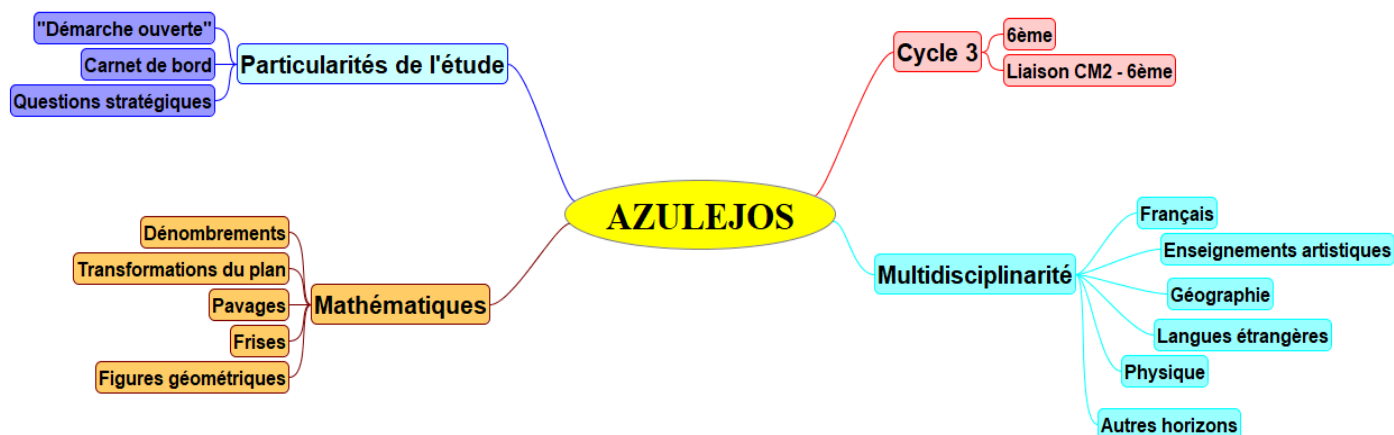 "Démarche ouverte"
Carnet de bord
Questions stratégiques
Particularités de l'étude
Cycle 3
6ème
Liaison CM2 - 6ème
AZULEJOS
Dénombrements
Transformations du plan
Pavages
Frises
Figures géométriques
Mathématiques
Multidisciplinarité
Français
Enseignements artistiques
Géographie
Langues étrangères
Physique
Autres horizons